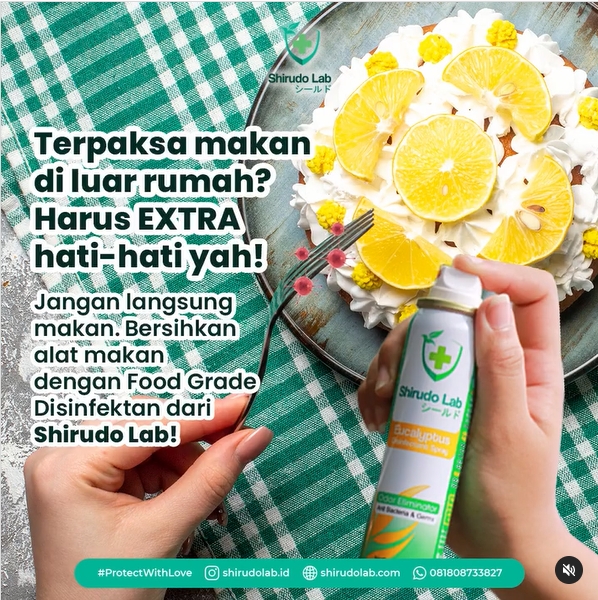 Shirudo Lab
シールド
Terpaksa makan
di luar rumah?
Harus EXTRA
hati-hati yah!
Jangan langsung
makan. Bersihkan
alat makan
dengan Food Grade
Disinfektan dari
Shirudo Lab!
Shirudo Lab
シールド
Eucalyptus
Disinfectant Spray
Odor Eliminator
Anti Bacteria & Germs
#ProtectWithLove shirudolab.id shirudolab.com 081808733827